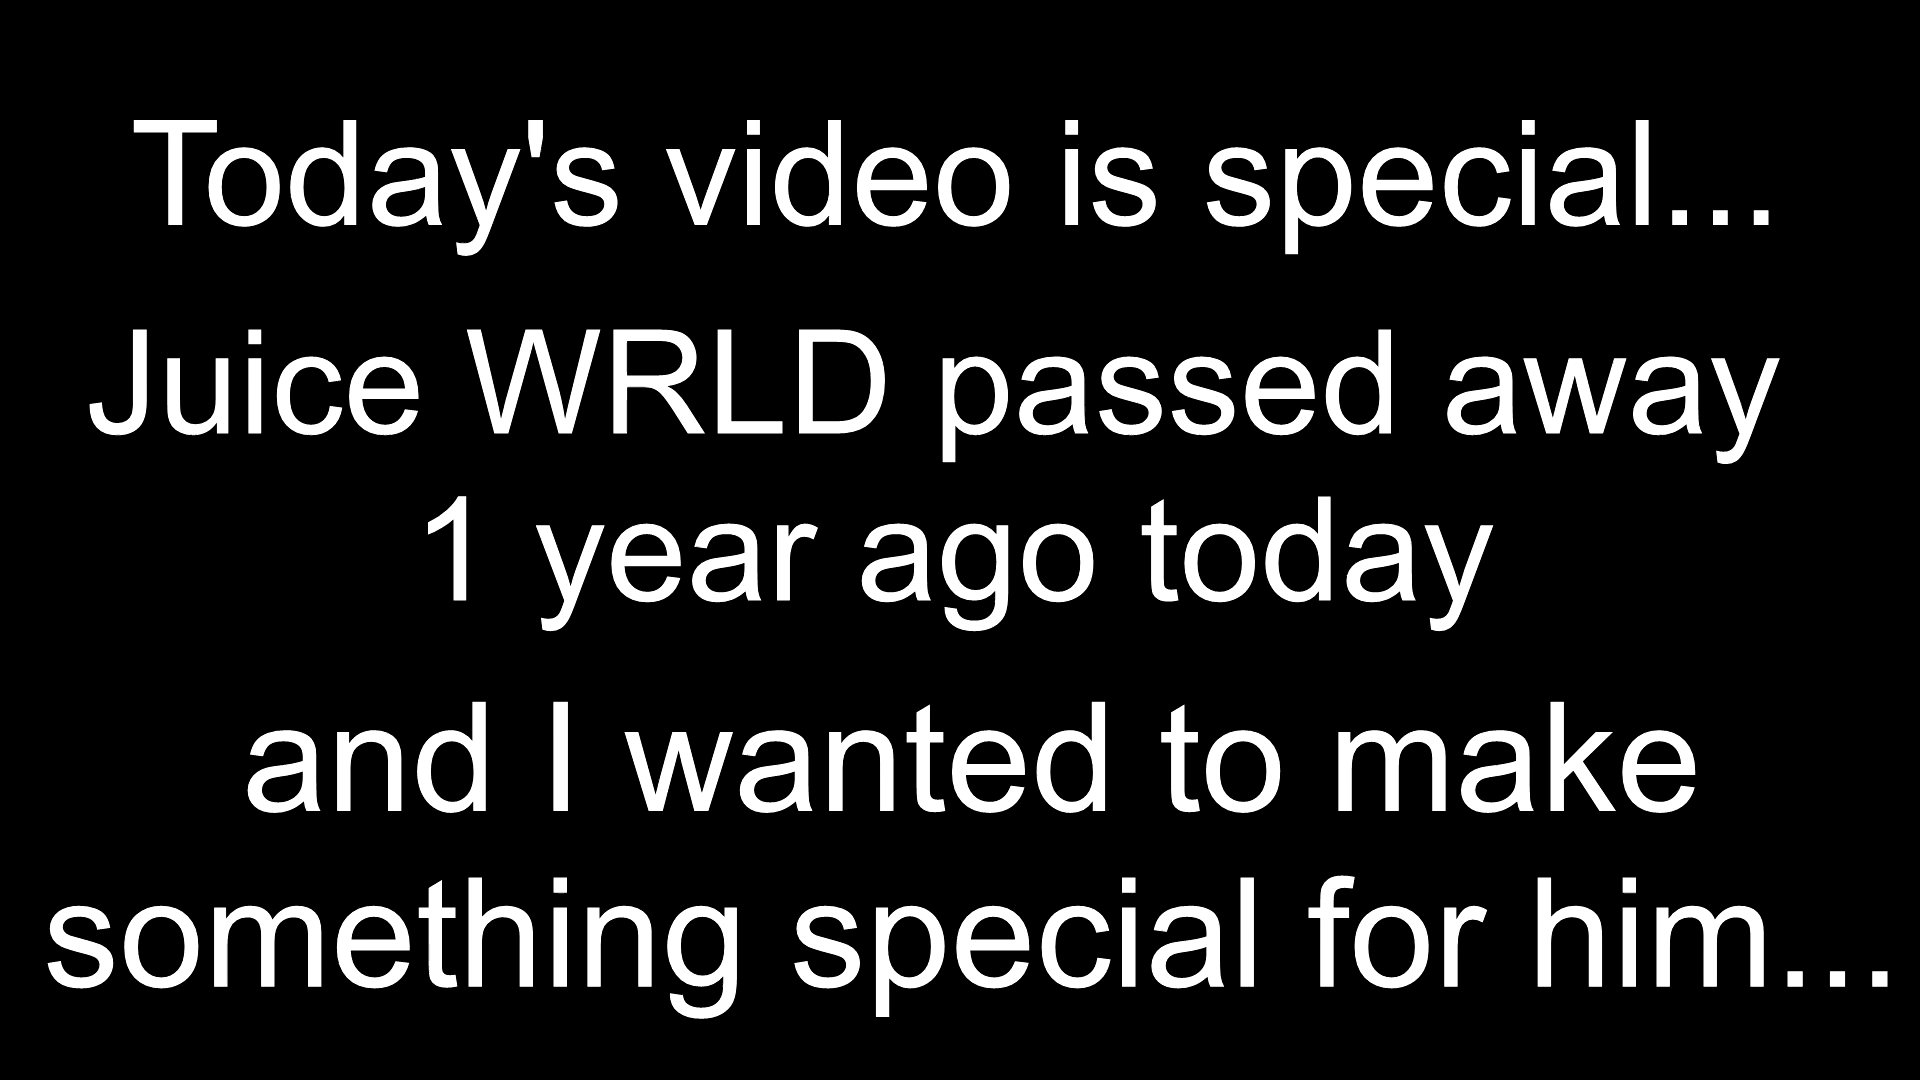 Today's video is special...
Juice WRLD passed away
1 year ago today
and I wanted to make
something special for him...